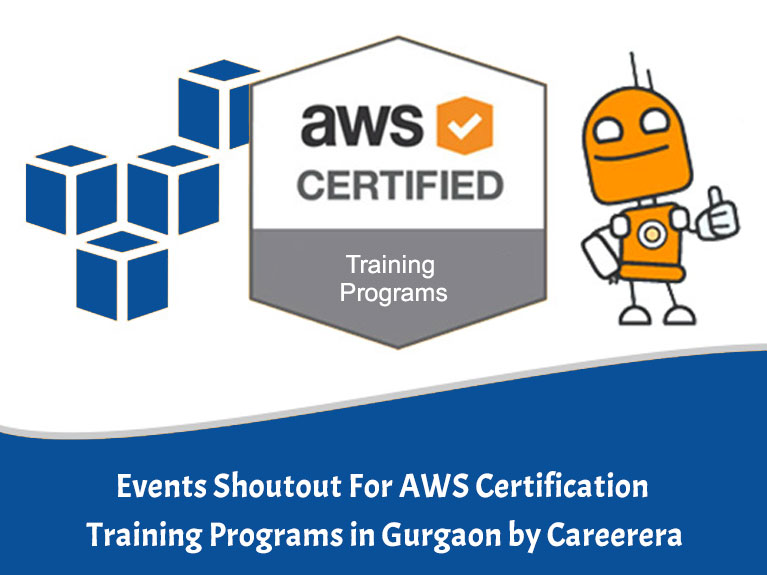 aws
CERTIFIED
Training
Programs
Events Shoutout For AWS Certification
Training Programs in Gurgaon by Careerera